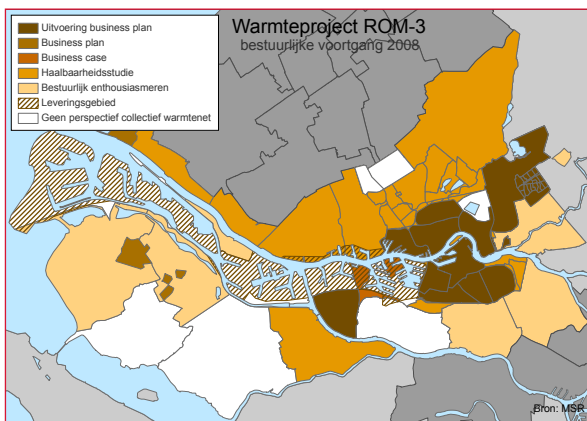 Warmteproject ROM-3
bestuurlijke voortgang 2008
Uitvoering business plan
Business plan
Business case
Haalbaarheidsstudie
Bestuurlijk enthousiasmeren
Leveringsgebied
Geen perspectief collectief warmtenet
Bron: MSR